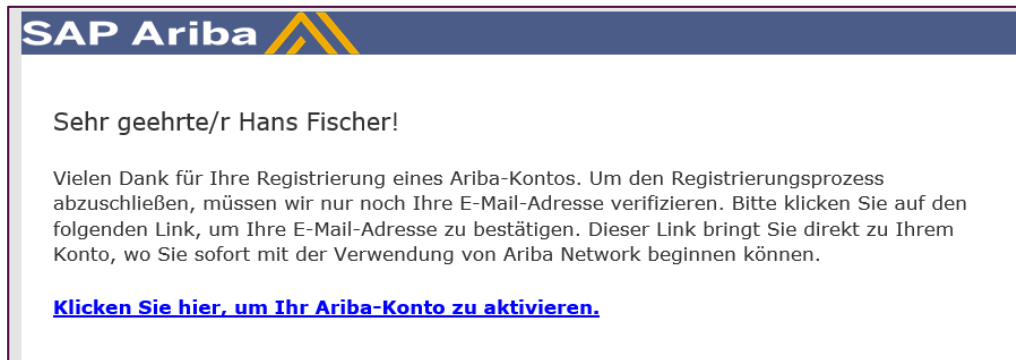 SAP Ariba
Sehr geehrte/r Hans Fischer!
Vielen Dank für Ihre Registrierung eines Ariba-Kontos. Um den Registrierungsprozess
abzuschließen, müssen wir nur noch Ihre E-Mail-Adresse verifizieren. Bitte klicken Sie auf den
folgenden Link, um Ihre E-Mail-Adresse zu bestätigen. Dieser Link bringt Sie direkt zu Ihrem
Konto, wo Sie sofort mit der Verwendung von Ariba Network beginnen können.
Klicken Sie hier, um Ihr Ariba-Konto zu aktivieren.